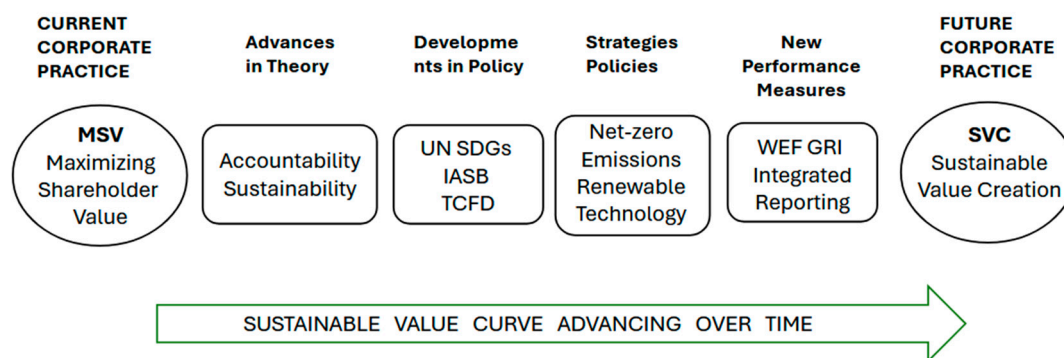 CURRENT
CORPORATE
PRACTICE
Advances
in Theory
Developme
nts in Policy
Strategies
Policies
New
Performance
Measures
FUTURE
CORPORATE
PRACTICE
MSV
Maximizing
Shareholder
Value
Accountability
Sustainability
UN SDGs
IASB
TCFD
Net-zero
Emissions
Renewable
Technology
WEF GRI
Integrated
Reporting
SVC
Sustainable
Value Creation
SUSTAINABLE VALUE CURVE ADVANCING OVER TIME